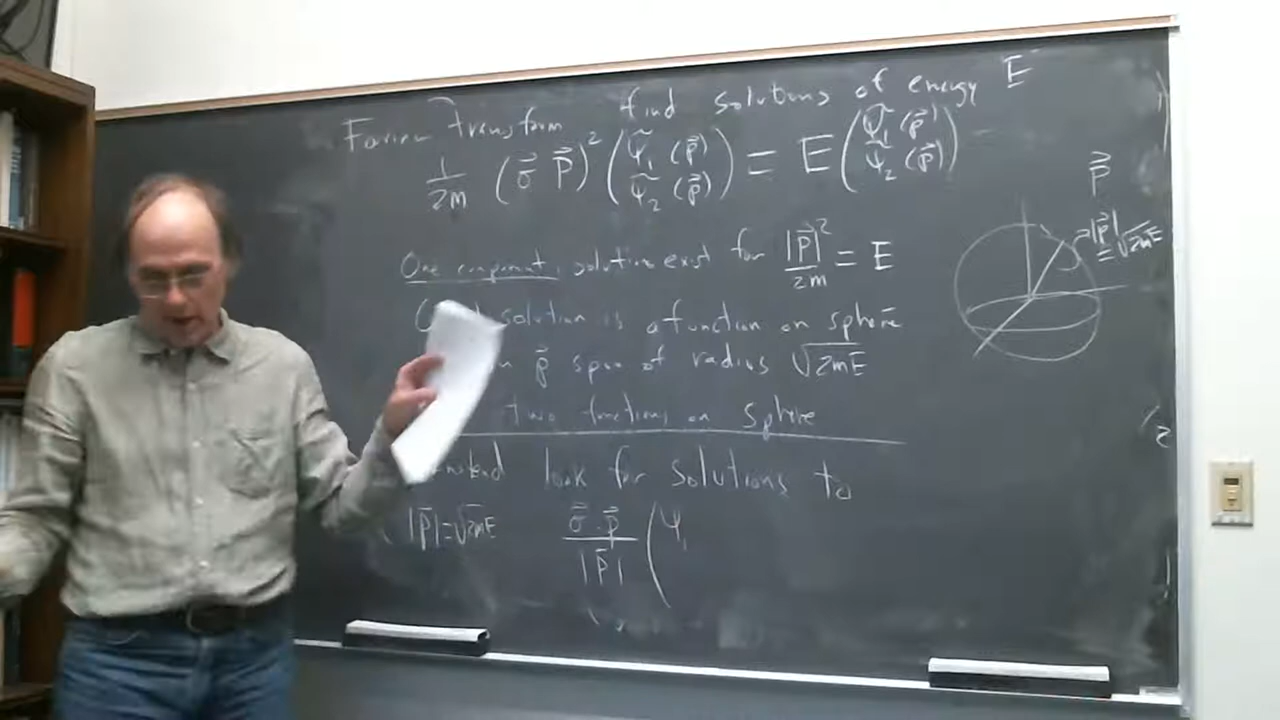 Fourier Transform find solutions of energy E
1/2m (σ⃗ P⃗)² (ψ̃₁ (p⃗) ψ̃₂ (p⃗)) = E (ψ̃₁ (p⃗) ψ̃₂ (p⃗))
P⃗
|p⃗| = √2mE
One component, solutions exist for |P⃗|²/2m = E
solution is a function on sphere
p⃗ span of radius √2mE
two functions on sphere
look for solutions to
|P⃗| = √2mE σ⃗ · p⃗ / |P⃗| (ψ₁